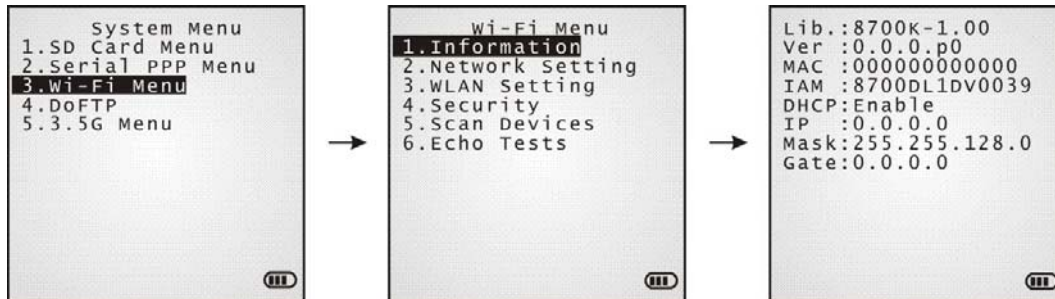 System Menu
1.SD Card Menu
2.Serial PPP Menu
3.Wi-Fi Menu
4.DoFTP
5.3.5G Menu
Wi-Fi Menu
1.Information
2.Network Setting
3.WLAN Setting
4.Security
5.Scan Devices
6.Echo Tests
Lib.:8700K-1.00
Ver :0.0.0.p0
MAC :000000000000
IAM :8700DL1DV0039
DHCP:Enable
IP :0.0.0.0
Mask:255.255.128.0
Gate:0.0.0.0